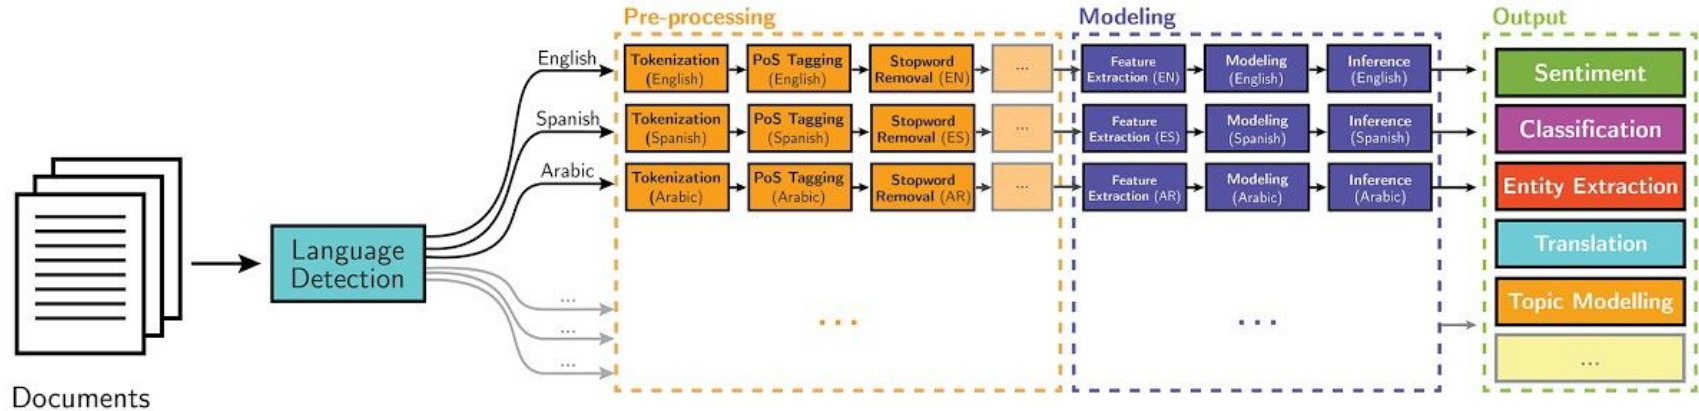 Pre-processing
Modeling
Output
English
Tokenization
(English)
PoS Tagging
(English)
Stopword
Removal (EN)
...
Feature
Extraction (EN)
Modeling
(English)
Inference
(English)
Sentiment
Spanish
Tokenization
(Spanish)
PoS Tagging
(Spanish)
Stopword
Removal (ES)
...
Feature
Extraction (ES)
Modeling
(Spanish)
Inference
(Spanish)
Classification
Arabic
Tokenization
(Arabic)
PoS Tagging
(Arabic)
Stopword
Removal (AR)
...
Feature
Extraction (AR)
Modeling
(Arabic)
Inference
(Arabic)
Entity Extraction
Language
Detection
Translation
...
...
...
...
...
Topic Modelling
...
Documents